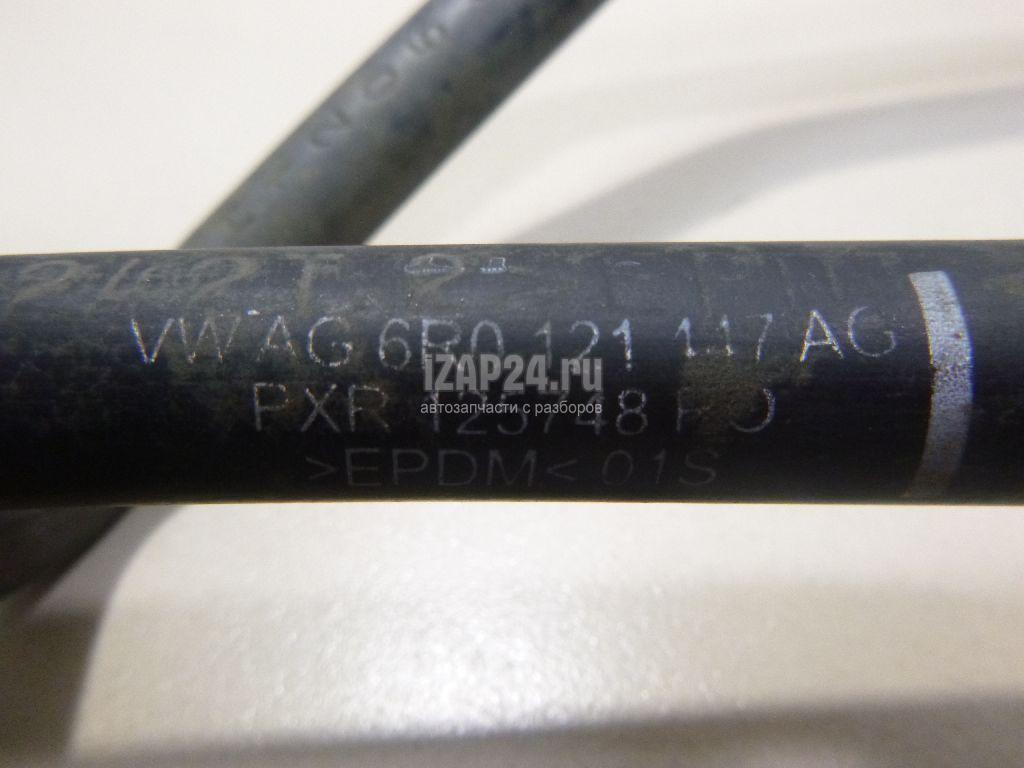 VW AG 6R0 121 117 AG
iZAP24.ru
PXR 123748 PO
автозапчасти с разборов
>EPDM< 01S